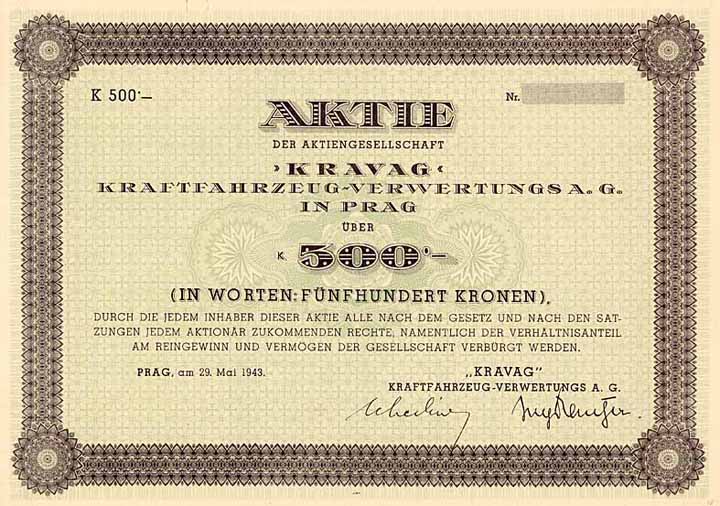 K 500·—
Nr.
AKTIE
DER AKTIENGESELLSCHAFT
›KRAVAG‹
KRAFTFAHRZEUG-VERWERTUNGS A. G.
IN PRAG
ÜBER
K 500·—
(IN WORTEN: FÜNFHUNDERT KRONEN),
DURCH DIE JEDEM INHABER DIESER AKTIE ALLE NACH DEM GESETZ UND NACH DEN SAT-
ZUNGEN JEDEM AKTIONÄR ZUKOMMENDEN RECHTE, NAMENTLICH DER VERHÄLTNISANTEIL
AM REINGEWINN UND VERMÖGEN DER GESELLSCHAFT VERBÜRGT WERDEN.
PRAG, am 29. Mai 1943.
„KRAVAG"
KRAFTFAHRZEUG-VERWERTUNGS A. G.